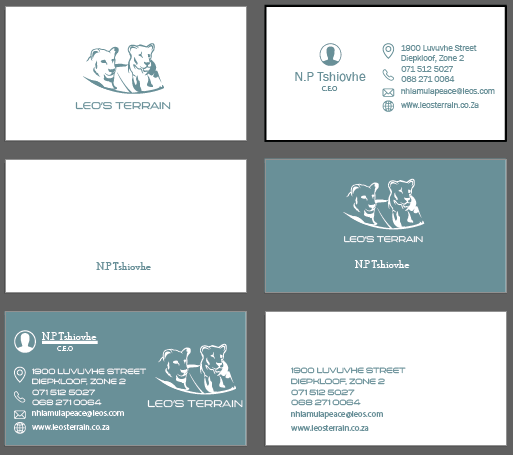 LEO'S TERRAIN
N.P Tshiovhe
C.E.O
1900 Luvuvhe Street
Diepkloof, Zone 2
071 512 5027
068 271 0064
nhlamulapeace@leos.com
www.leosterrain.co.za
N.P.Tshiovhe
LEO'S TERRAIN
N.P.Tshiovhe
N.P.Tshiovhe
C.E.O
1900 LUVUVHE STREET
DIEPKLOOF, ZONE 2
071 512 5027
068 271 0064
nhlamulapeace@leos.com
www.leosterrain.co.za
LEO'S TERRAIN
1900 LUVUVHE STREET
DIEPKLOOF, ZONE 2
071 512 5027
068 271 0064
nhlamulapeace@leos.com
www.leosterrain.co.za